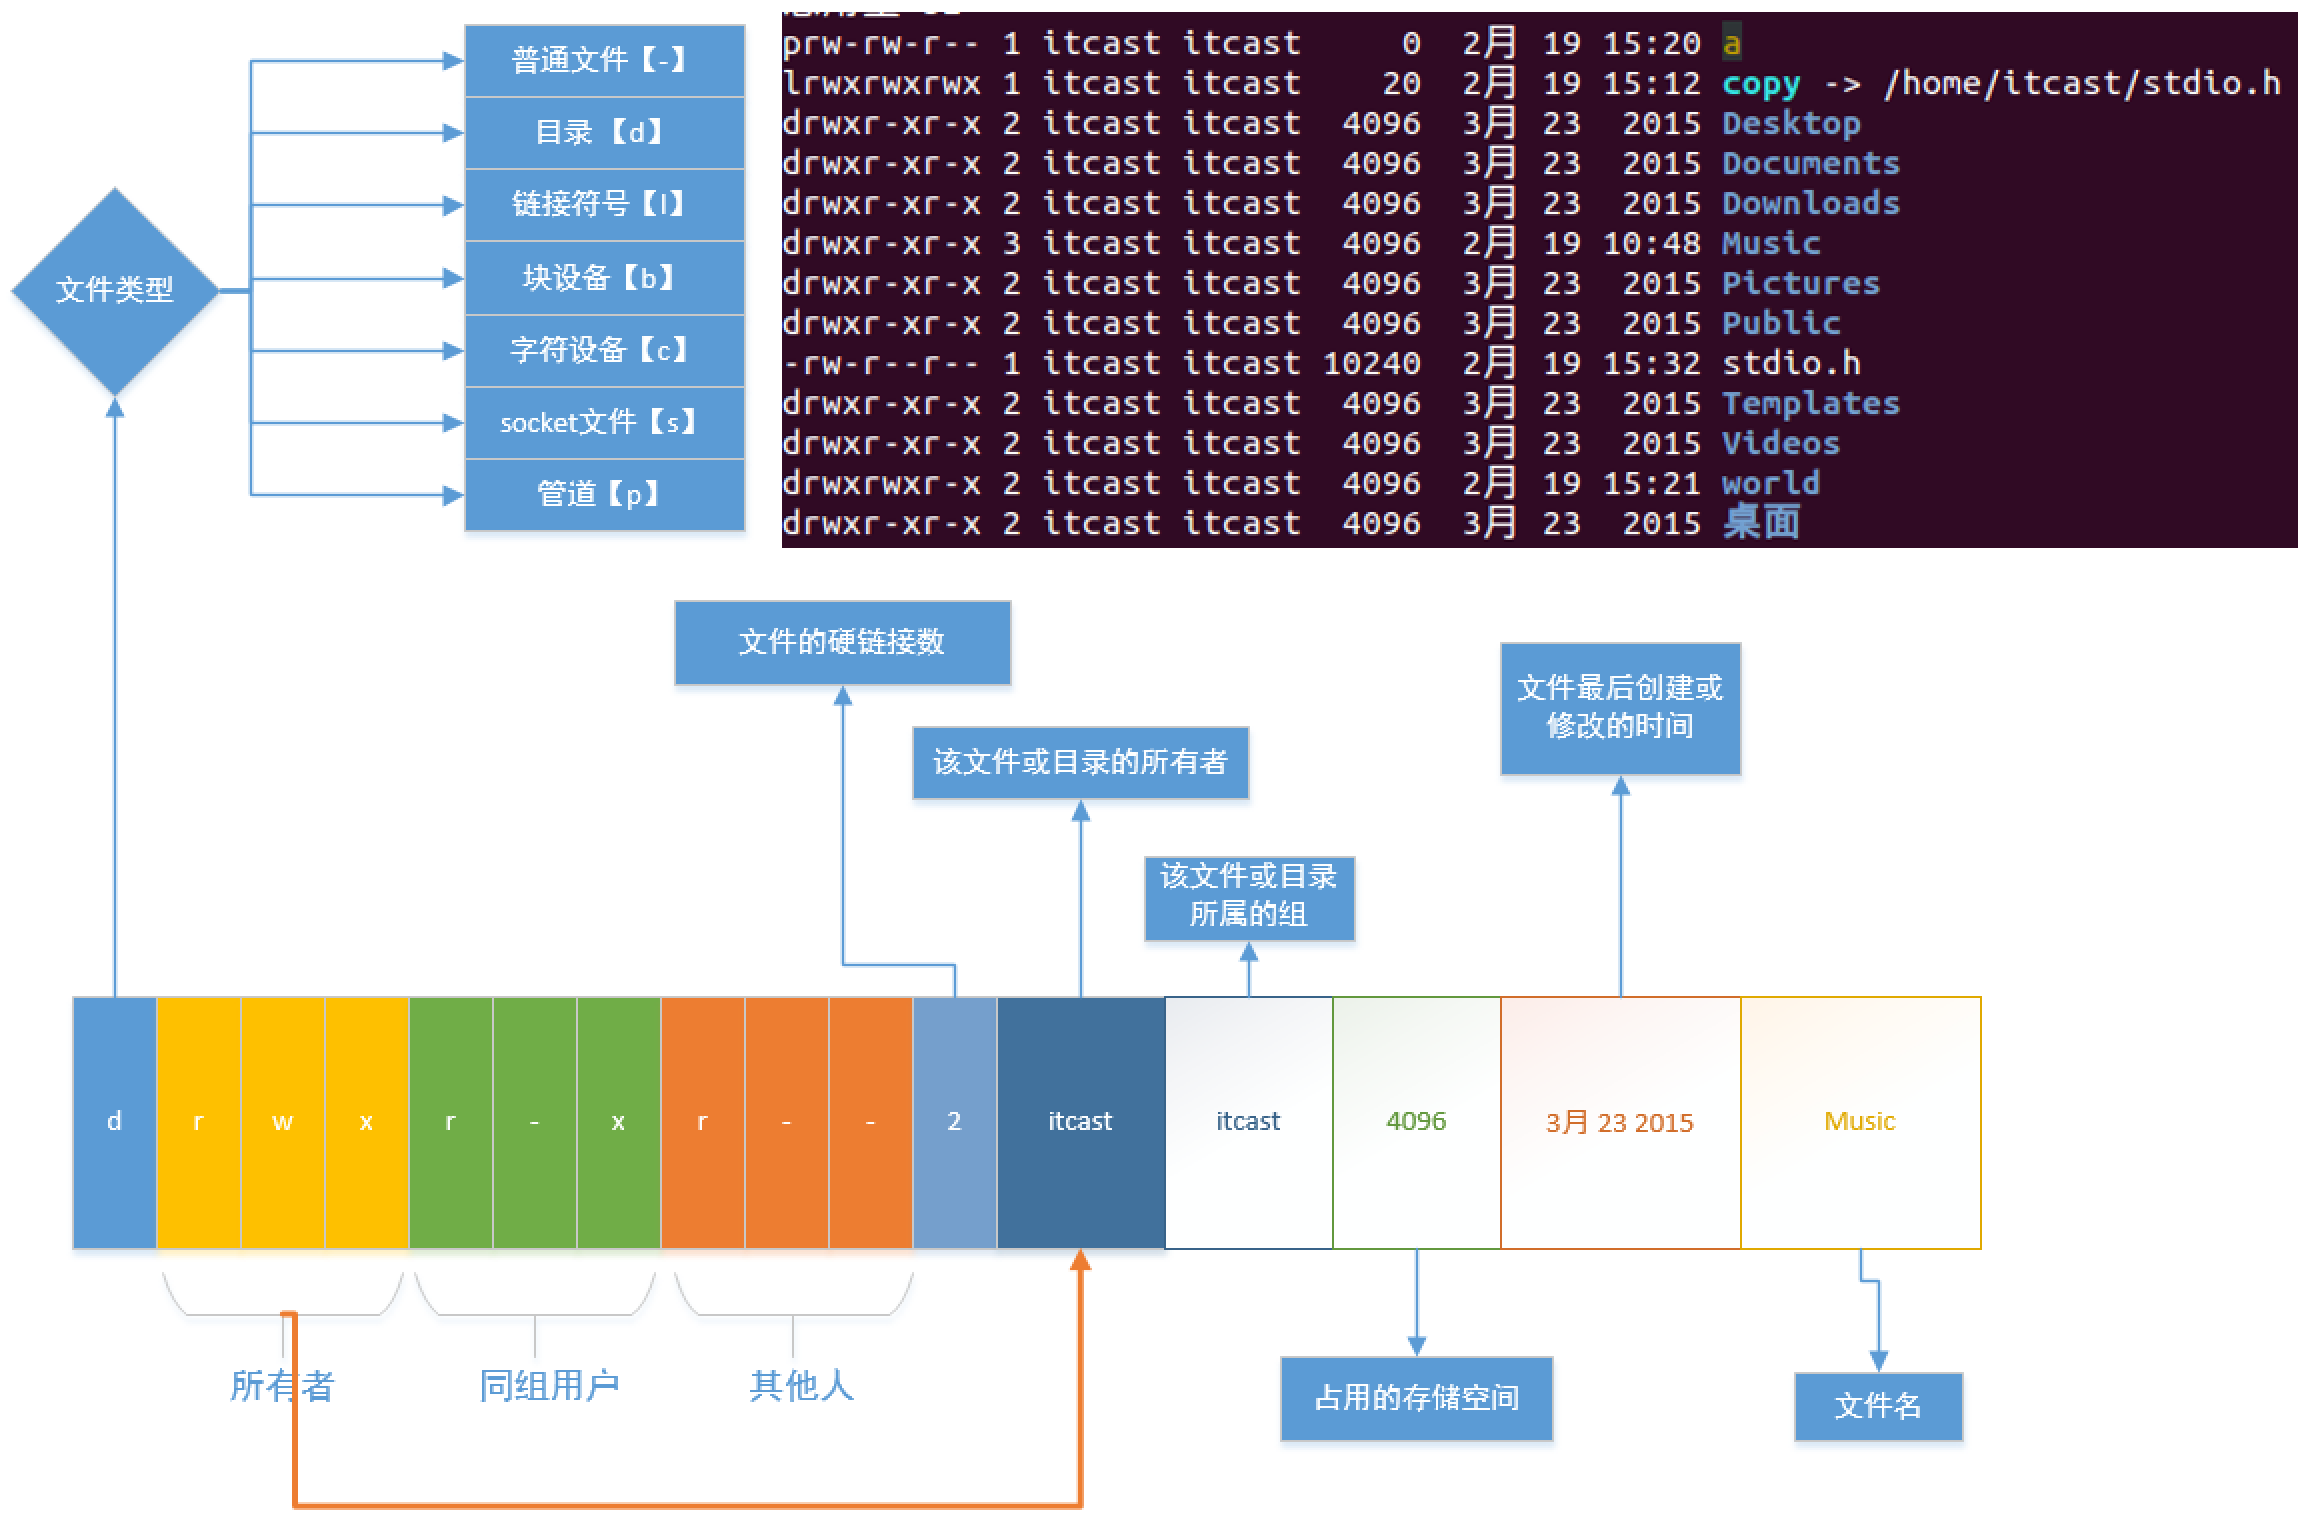 文件类型
普通文件【-】
目录【d】
链接符号【l】
块设备【b】
字符设备【c】
socket文件【s】
管道【p】
prw-rw-r-- 1 itcast itcast 0 2月 19 15:20 a
lrwxrwxrwx 1 itcast itcast 20 2月 19 15:12 copy -> /home/itcast/stdio.h
drwxr-xr-x 2 itcast itcast 4096 3月 23 2015 Desktop
drwxr-xr-x 2 itcast itcast 4096 3月 23 2015 Documents
drwxr-xr-x 2 itcast itcast 4096 3月 23 2015 Downloads
drwxr-xr-x 3 itcast itcast 4096 2月 19 10:48 Music
drwxr-xr-x 2 itcast itcast 4096 3月 23 2015 Pictures
drwxr-xr-x 2 itcast itcast 4096 3月 23 2015 Public
-rw-r--r-- 1 itcast itcast 10240 2月 19 15:32 stdio.h
drwxr-xr-x 2 itcast itcast 4096 3月 23 2015 Templates
drwxr-xr-x 2 itcast itcast 4096 3月 23 2015 Videos
drwxrwxr-x 2 itcast itcast 4096 2月 19 15:21 world
drwxr-xr-x 2 itcast itcast 4096 3月 23 2015 桌面
文件的硬链接数
该文件或目录的所有者
该文件或目录
所属的组
文件最后创建或
修改的时间
d r w x r - x r - - 2 itcast itcast 4096 3月 23 2015 Music
所有者
同组用户
其他人
占用的存储空间
文件名